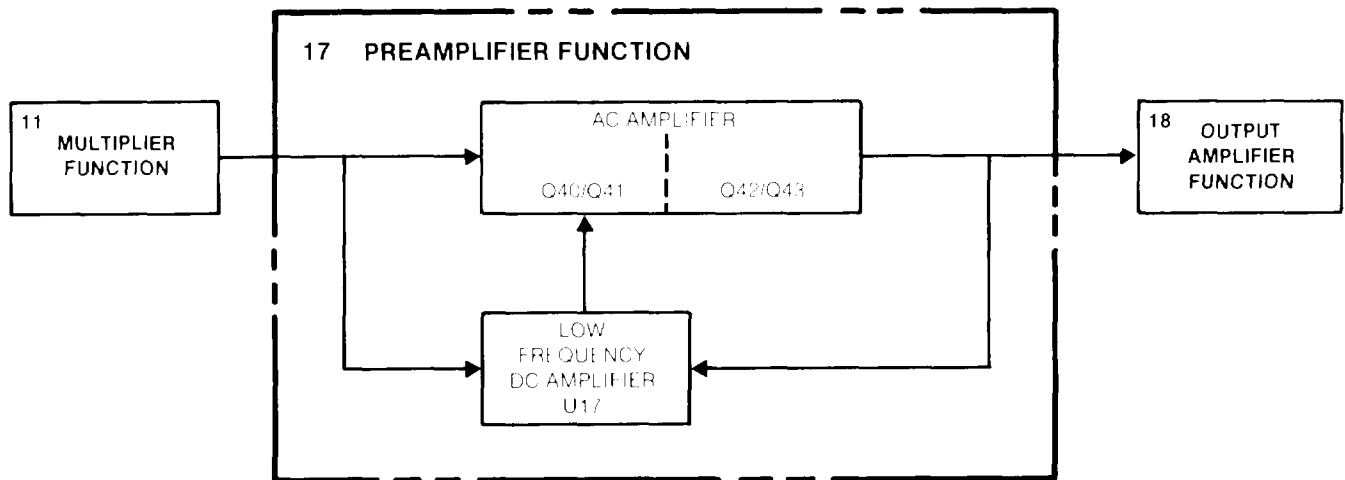 17 PREAMPLIFIER FUNCTION
11
MULTIPLIER
FUNCTION
AC AMPLIFIER
Q40/Q41
Q42/Q43
18
OUTPUT
AMPLIFIER
FUNCTION
LOW
FREQUENCY
DC AMPLIFIER
U17